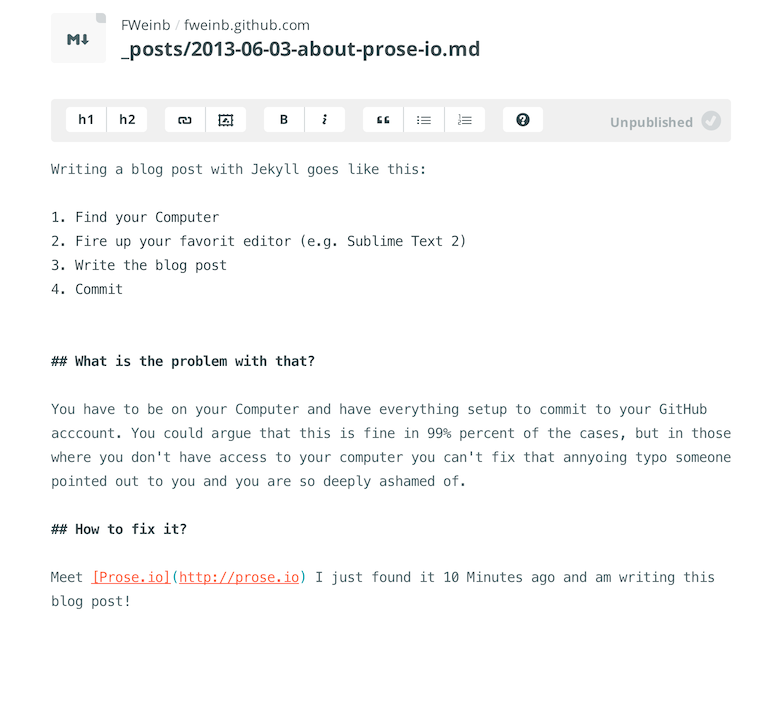 M↓
FWeinb / fweinb.github.com
_posts/2013-06-03-about-prose-io.md
h1 h2 B i “ ? Unpublished
Writing a blog post with Jekyll goes like this:
1. Find your Computer
2. Fire up your favorit editor (e.g. Sublime Text 2)
3. Write the blog post
4. Commit
## What is the problem with that?
You have to be on your Computer and have everything setup to commit to your GitHub
acccount. You could argue that this is fine in 99% percent of the cases, but in those
where you don't have access to your computer you can't fix that annyoing typo someone
pointed out to you and you are so deeply ashamed of.
## How to fix it?
Meet [Prose.io](http://prose.io) I just found it 10 Minutes ago and am writing this
blog post!